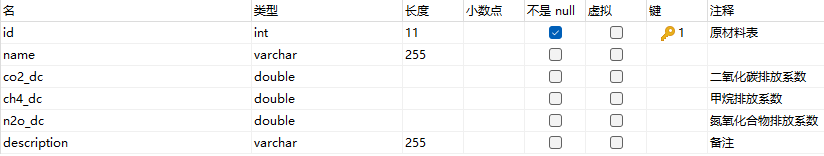 名 类型 长度 小数点 不是 null 虚拟 键 注释
id int 11 1 原材料表
name varchar 255
co2_dc double 二氧化碳排放系数
ch4_dc double 甲烷排放系数
n2o_dc double 氮氧化合物排放系数
description varchar 255 备注